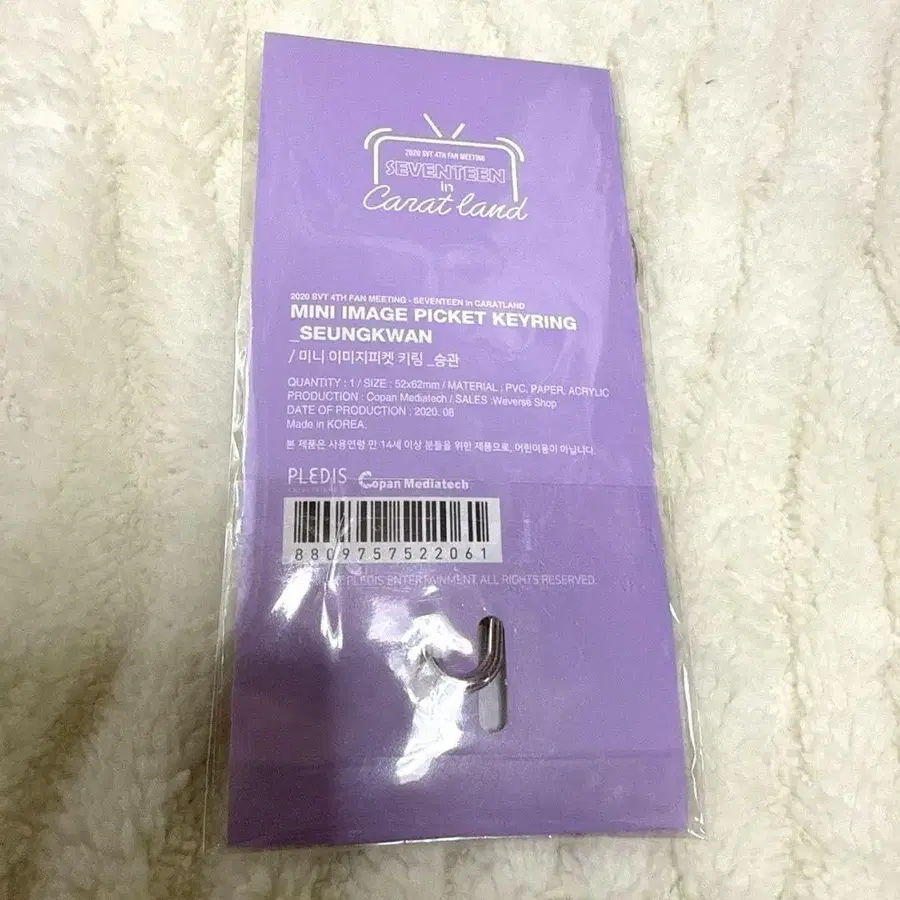 2020 SVT 4TH FAN MEETING
SEVENTEEN
in
Carat land
2020 SVT 4TH FAN MEETING - SEVENTEEN in CARATLAND
MINI IMAGE PICKET KEYRING
_SEUNGKWAN
/ 미니 이미지피켓 키링 _승관
QUANTITY : 1 / SIZE : 52x62mm / MATERIAL : PVC, PAPER, ACRYLIC
PRODUCTION : Copan Mediatech / SALES :Weverse Shop
DATE OF PRODUCTION : 2020. 08
Made in KOREA.
본 제품은 사용연령 만 14세 이상 분들을 위한 제품으로, 어린이용이 아닙니다.
PLEDIS Copan Mediatech
8809757522061
PLEDIS ENTERTAINMENT. ALL RIGHTS RESERVED.